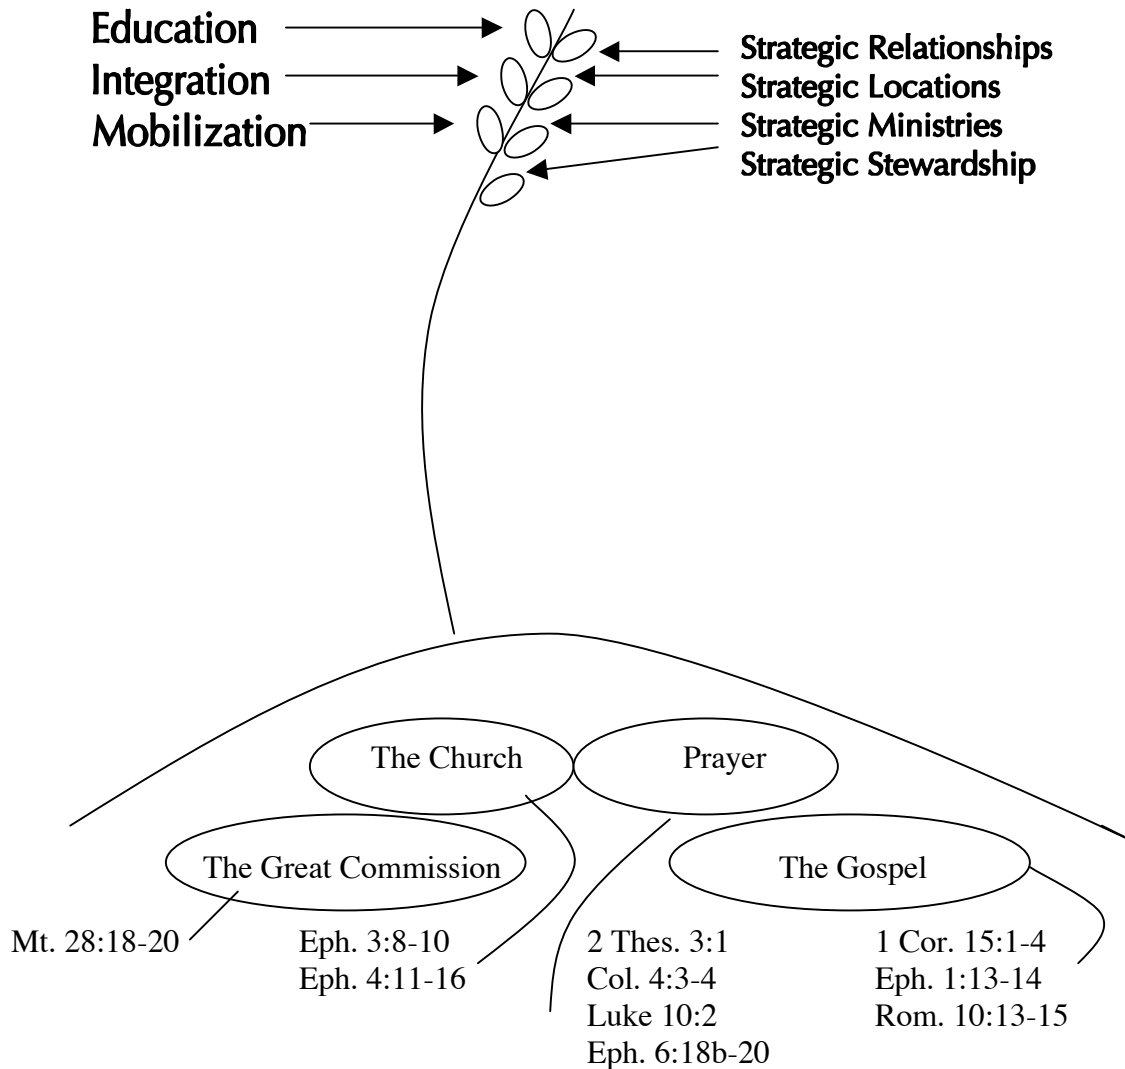 Education
Integration
Mobilization
Strategic Relationships
Strategic Locations
Strategic Ministries
Strategic Stewardship
The Church
Prayer
The Great Commission
The Gospel
Mt. 28:18-20
Eph. 3:8-10
Eph. 4:11-16
2 Thes. 3:1
Col. 4:3-4
Luke 10:2
Eph. 6:18b-20
1 Cor. 15:1-4
Eph. 1:13-14
Rom. 10:13-15